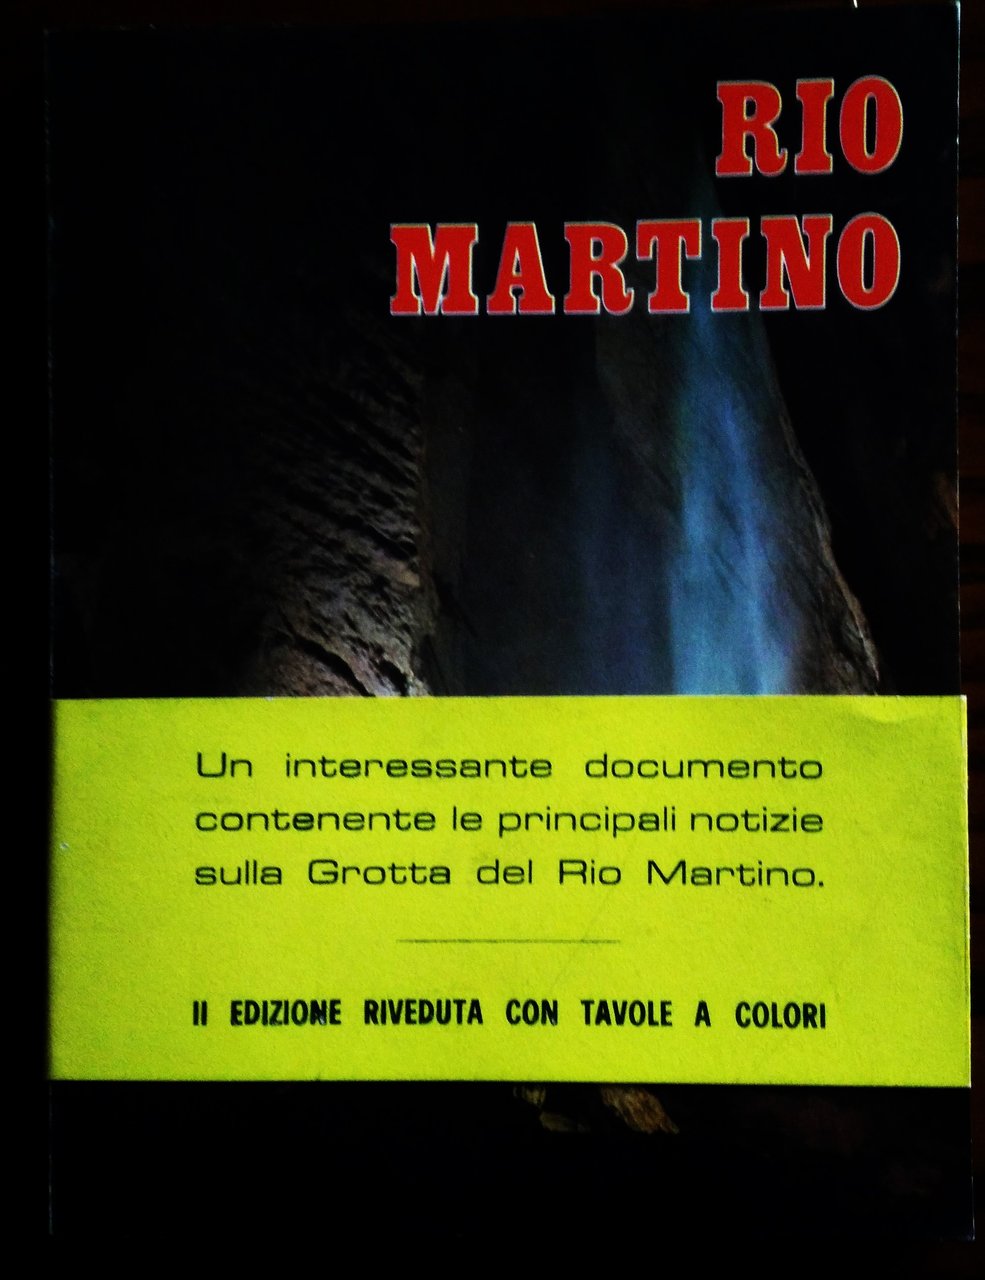 RIO
MARTINO
Un interessante documento
contenente le principali notizie
sulla Grotta del Rio Martino.
II EDIZIONE RIVEDUTA CON TAVOLE A COLORI